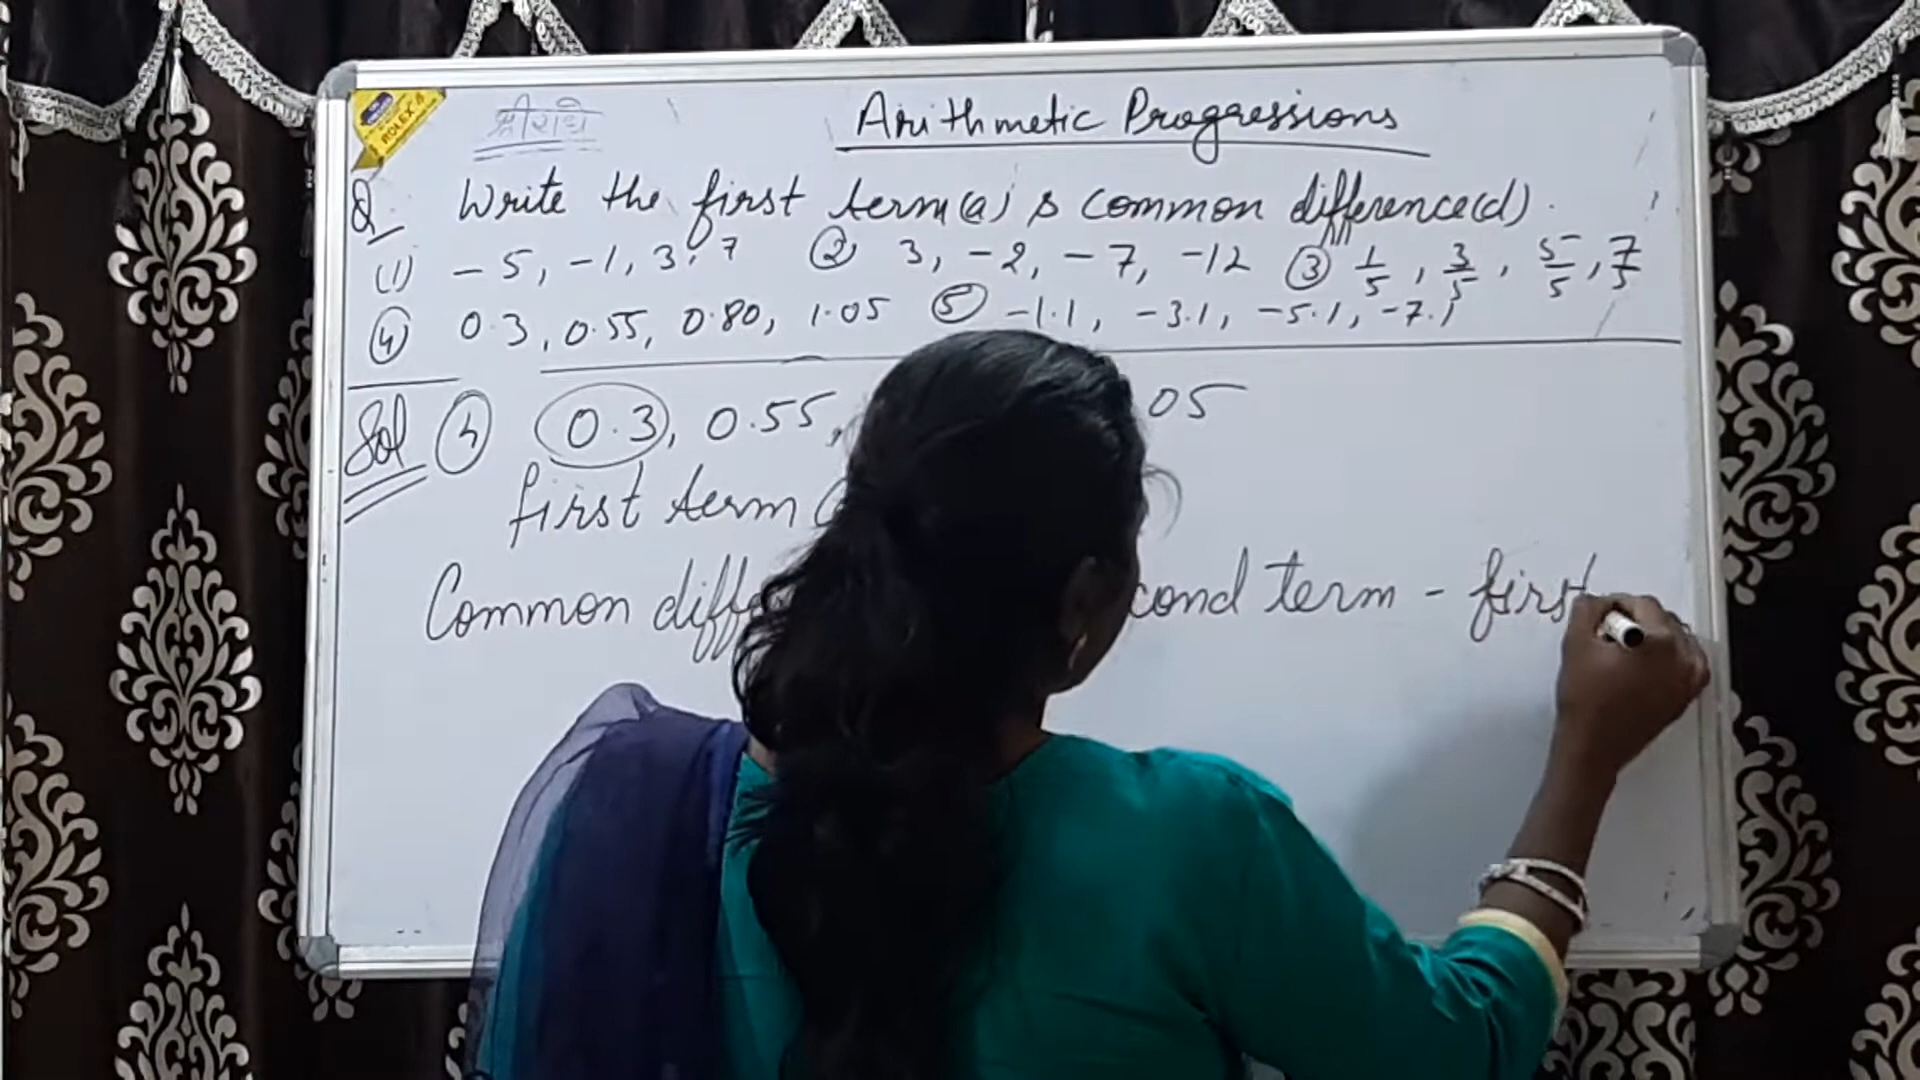 श्रीराधे
Arithmetic Progressions
ROLEX
Q. Write the first term(a) & common difference(d).
(1) -5, -1, 3, 7 ② 3, -2, -7, -12 ③ 1/5, 3/5, 5/5, 7/5
④ 0.3, 0.55, 0.80, 1.05 ⑤ -1.1, -3.1, -5.1, -7.1
Sol ④ 0.3, 0.55, 05
first term (
Common diff cond term - first